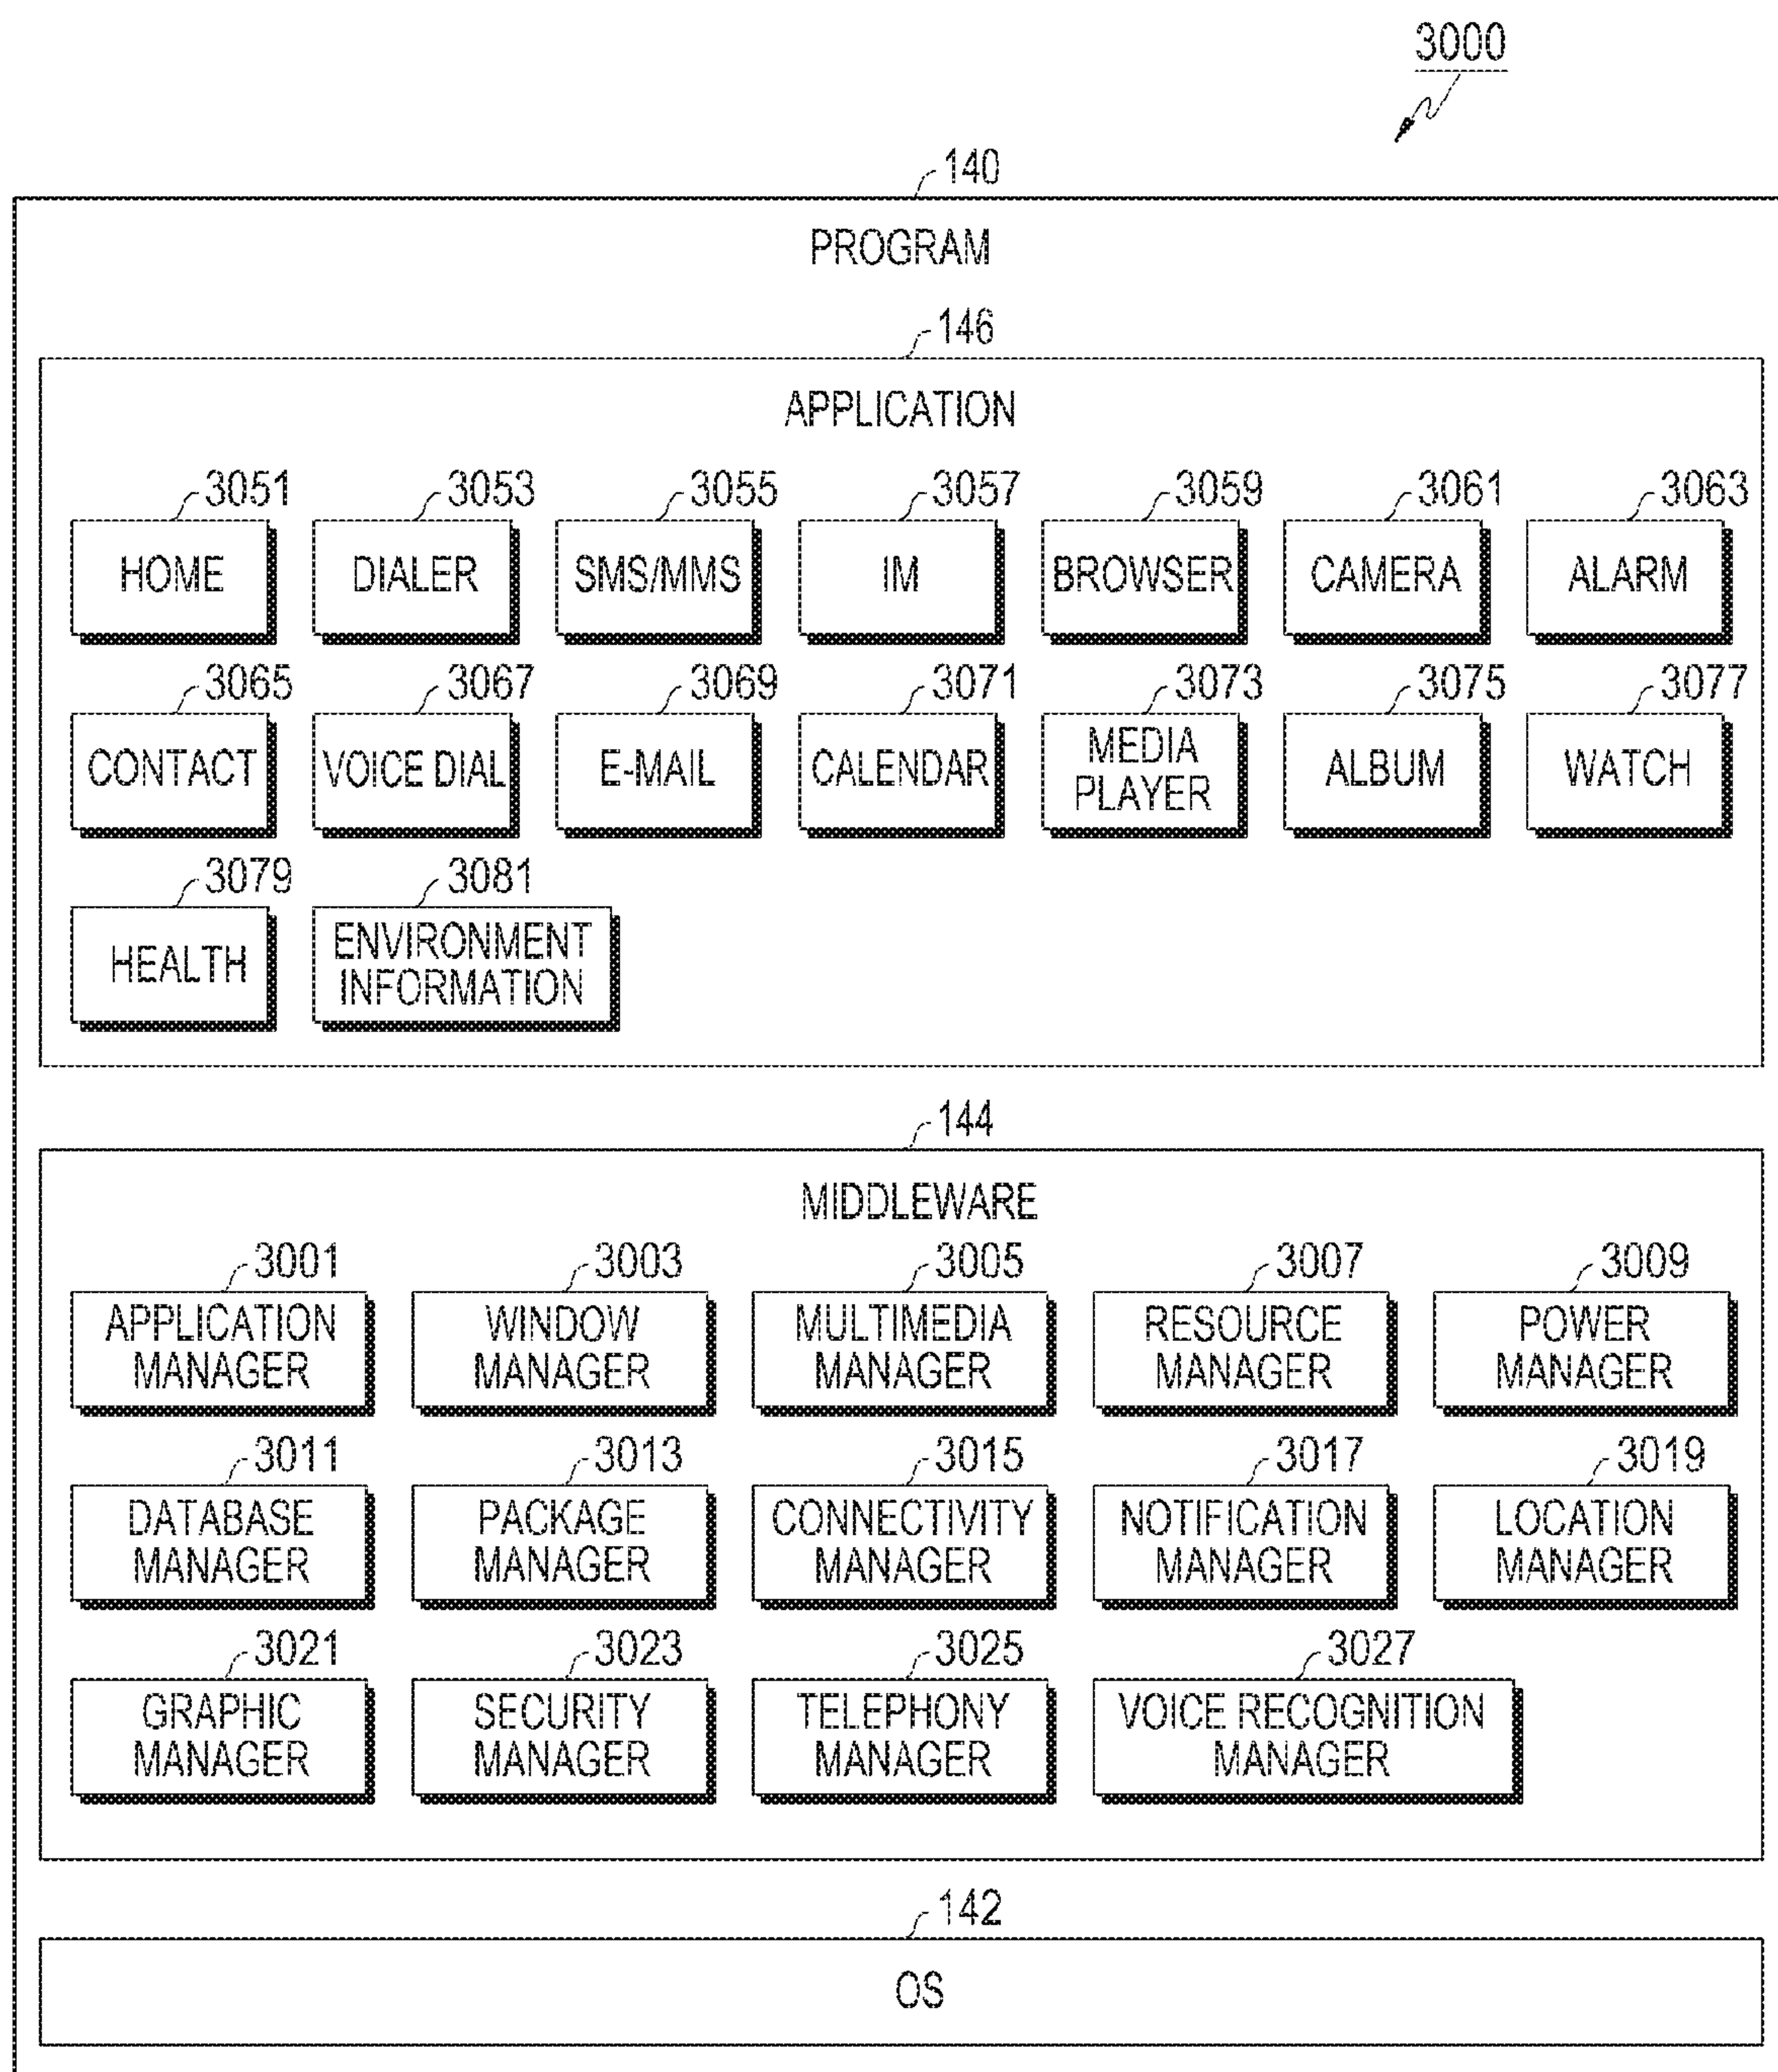 3000
140
PROGRAM
146
APPLICATION
3051 3053 3055 3057 3059 3061 3063
HOME DIALER SMS/MMS IM BROWSER CAMERA ALARM
3065 3067 3069 3071 3073 3075 3077
CONTACT VOICE DIAL E-MAIL CALENDAR MEDIA PLAYER ALBUM WATCH
3079 3081
HEALTH ENVIRONMENT INFORMATION
144
MIDDLEWARE
3001 3003 3005 3007 3009
APPLICATION WINDOW MULTIMEDIA RESOURCE POWER
MANAGER MANAGER MANAGER MANAGER MANAGER
3011 3013 3015 3017 3019
DATABASE PACKAGE CONNECTIVITY NOTIFICATION LOCATION
MANAGER MANAGER MANAGER MANAGER MANAGER
3021 3023 3025 3027
GRAPHIC SECURITY TELEPHONY VOICE RECOGNITION
MANAGER MANAGER MANAGER MANAGER
142
OS